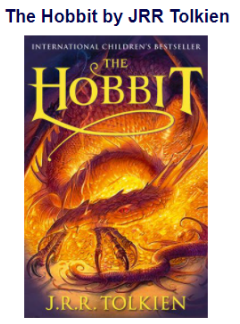 The Hobbit by JRR Tolkien
INTERNATIONAL CHILDREN'S BESTSELLER
THE
HOBBIT
J.R.R. TOLKIEN